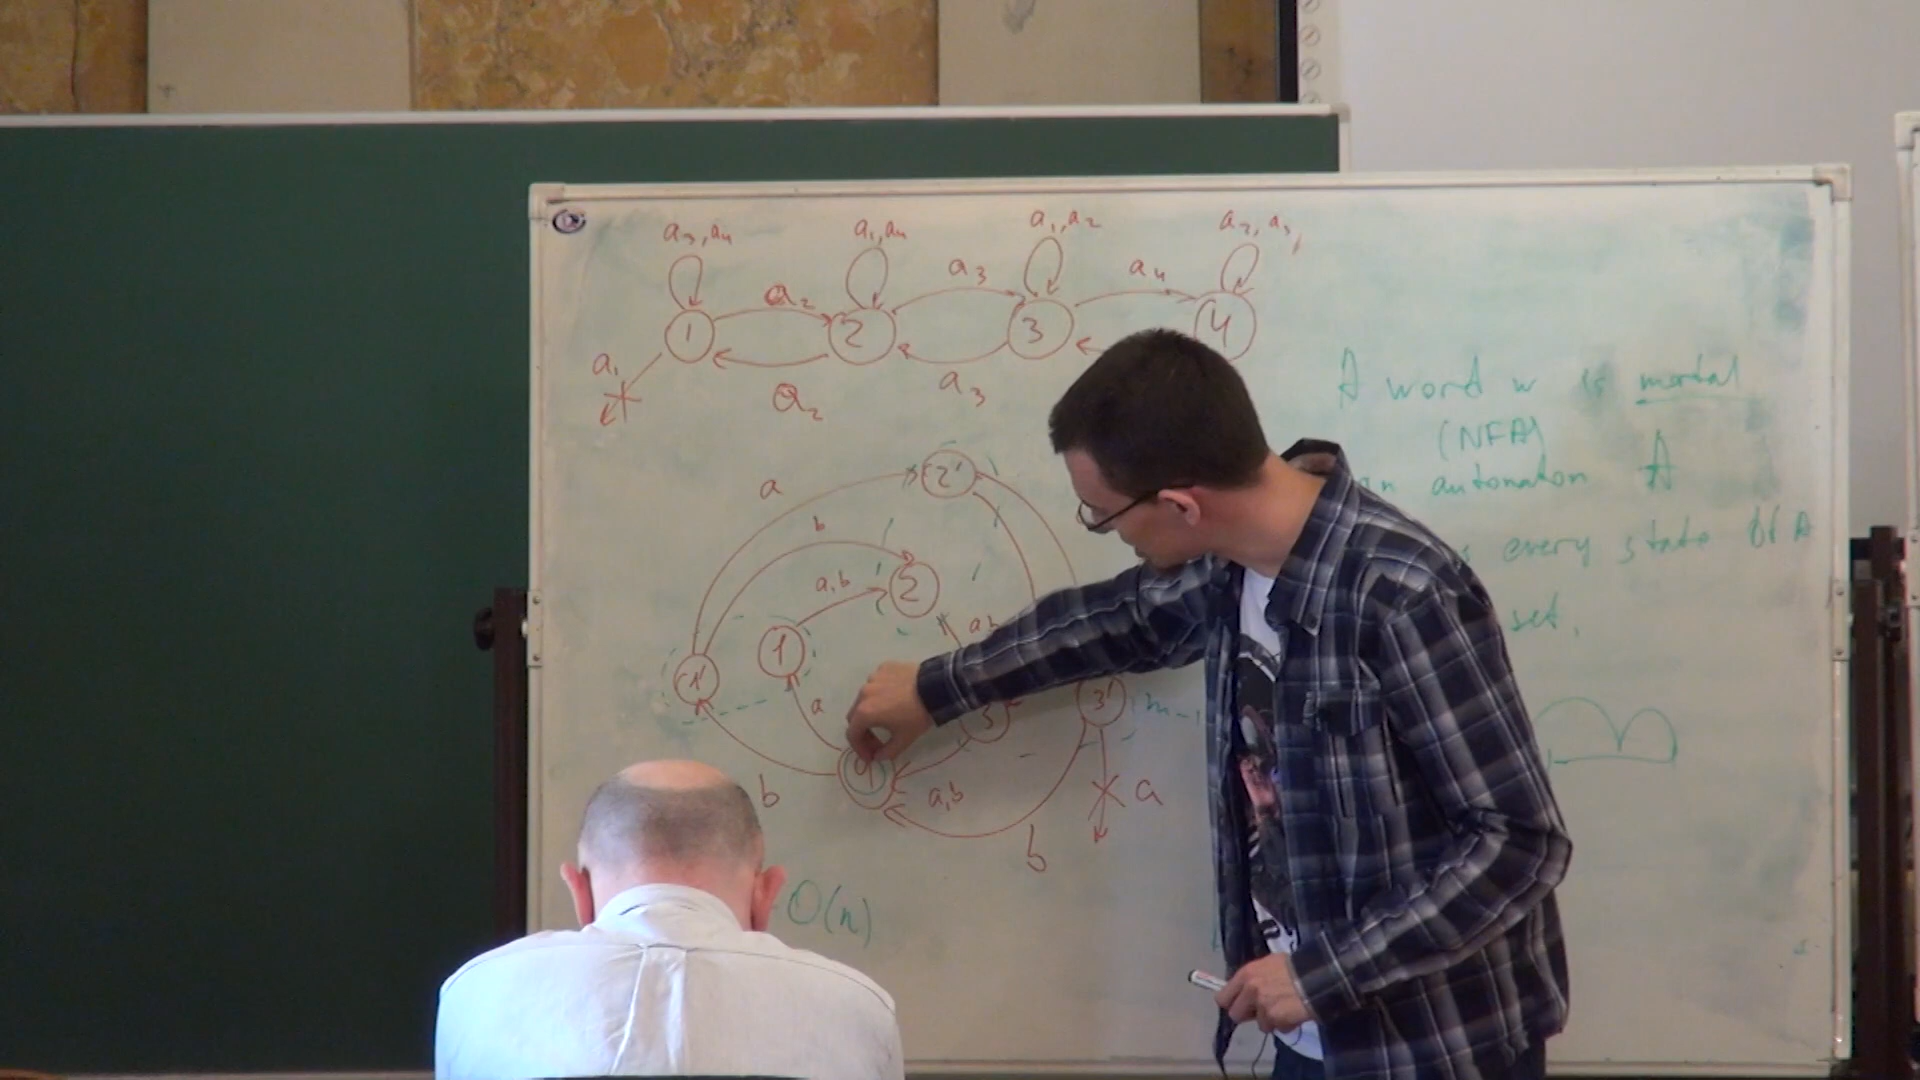 a₃,a₄ a₁,a₄ a₁,a₂ a₂,a₃
a₂ a₃ a₄
1 2 3 4
a₁ a₂ a₃
A word w is mortal
(NFA)
an automaton A
every state of A
set.
a 2'
b
a,b 2
a,b
1
1' a 3 3'
4
b a,b a
b
O(n)